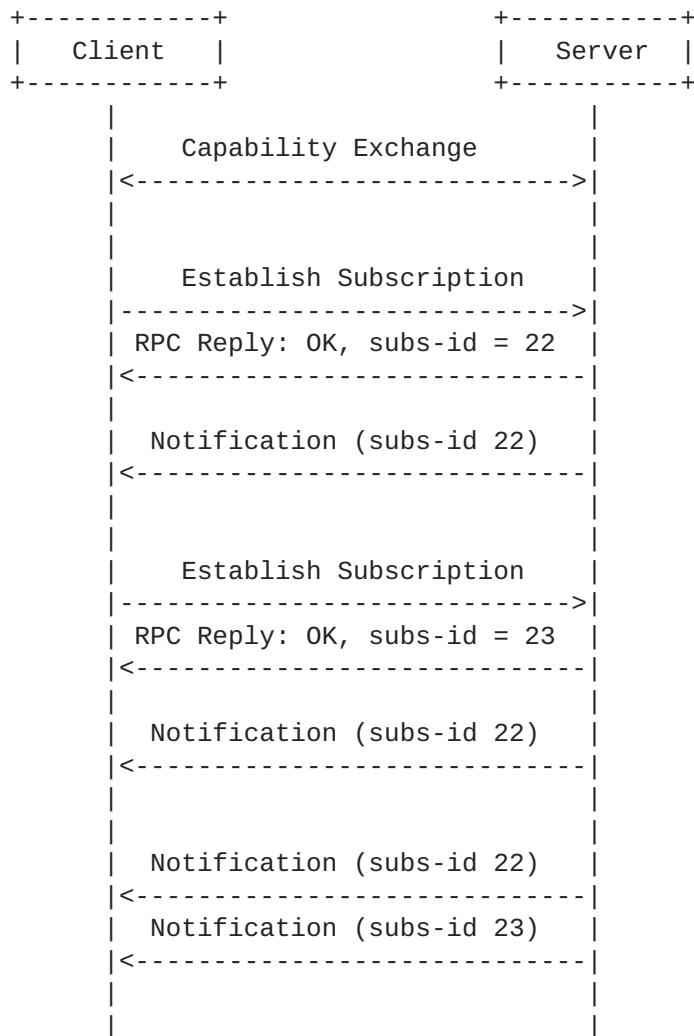 Client Server
Capability Exchange
Establish Subscription
RPC Reply: OK, subs-id = 22
Notification (subs-id 22)
Establish Subscription
RPC Reply: OK, subs-id = 23
Notification (subs-id 22)
Notification (subs-id 22)
Notification (subs-id 23)